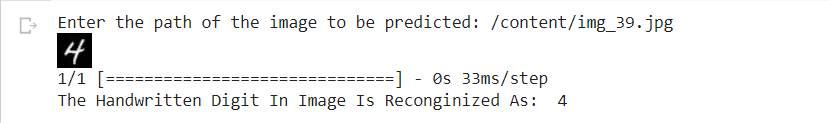 Enter the path of the image to be predicted: /content/img_39.jpg
4
1/1 [==============================] - 0s 33ms/step
The Handwritten Digit In Image Is Reconginized As:  4